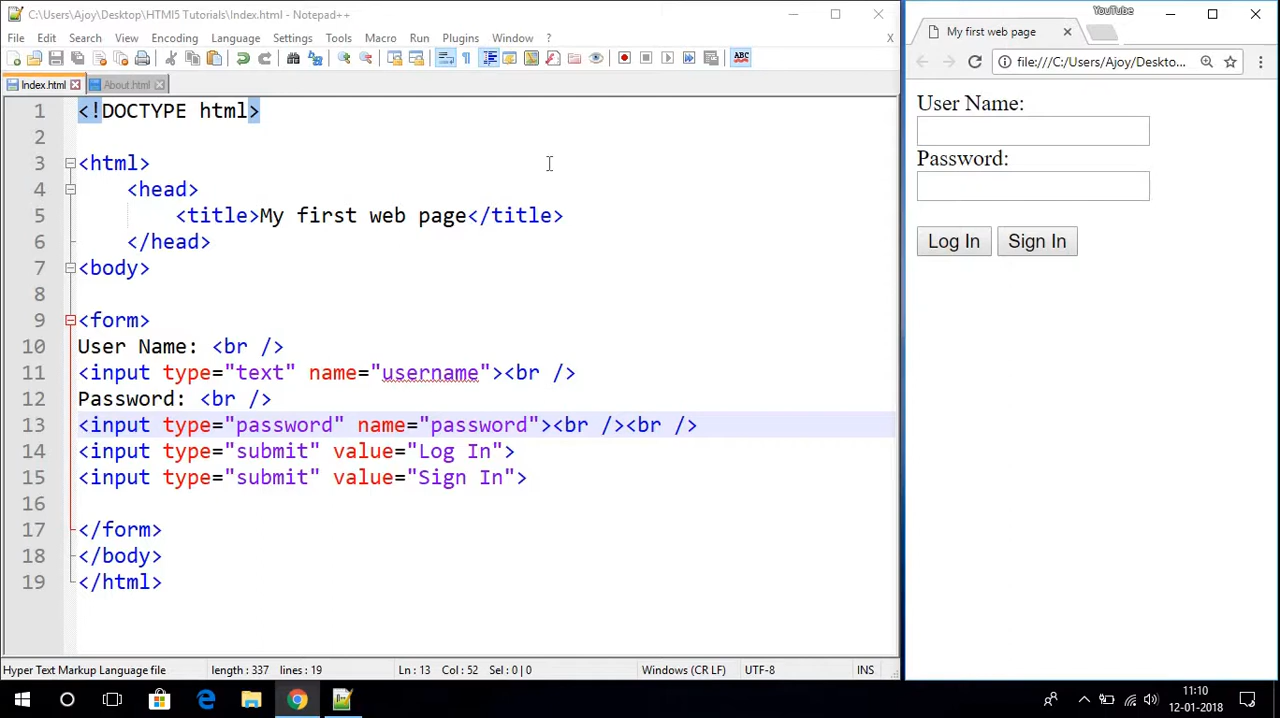 C:\Users\Ajoy\Desktop\HTMl5 Tutorials\Index.html - Notepad++
File Edit Search View Encoding Language Settings Tools Macro Run Plugins Window ? X
ABC
Index.html About.html
1 <!DOCTYPE html>
2
3 <html>
4 <head>
5 <title>My first web page</title>
6 </head>
7 <body>
8
9 <form>
10 User Name: <br />
11 <input type="text" name="username"><br />
12 Password: <br />
13 <input type="password" name="password"><br /><br />
14 <input type="submit" value="Log In">
15 <input type="submit" value="Sign In">
16
17 </form>
18 </body>
19 </html>
Hyper Text Markup Language file length : 337 lines : 19 Ln : 13 Col : 52 Sel : 0 | 0 Windows (CR LF) UTF-8 INS
YouTube
My first web page
file:///C:/Users/Ajoy/Deskto...
User Name:
Password:
Log In Sign In
11:10
12-01-2018